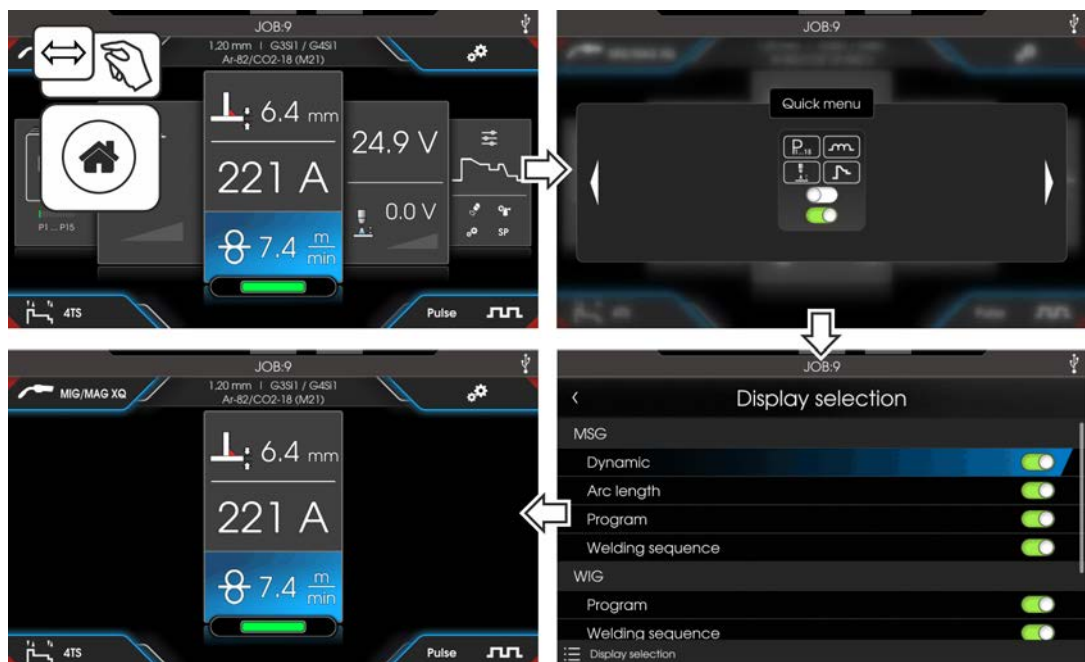 JOB:9
1,20 mm I G3Si1 / G4Si1
Ar-82/CO2-18 (M21)
6.4 mm
221 A
7.4 m/min
24.9 V
0.0 V
SP
P1 ... P15
4TS
Pulse
JOB:9
Quick menu
P1...15
Pulse
JOB:9
Display selection
MSG
Dynamic
Arc length
Program
Welding sequence
WIG
Program
Welding sequence
Display selection
JOB:9
MIG/MAG XQ
1,20 mm I G3Si1 / G4Si1
Ar-82/CO2-18 (M21)
6.4 mm
221 A
7.4 m/min
4TS
Pulse